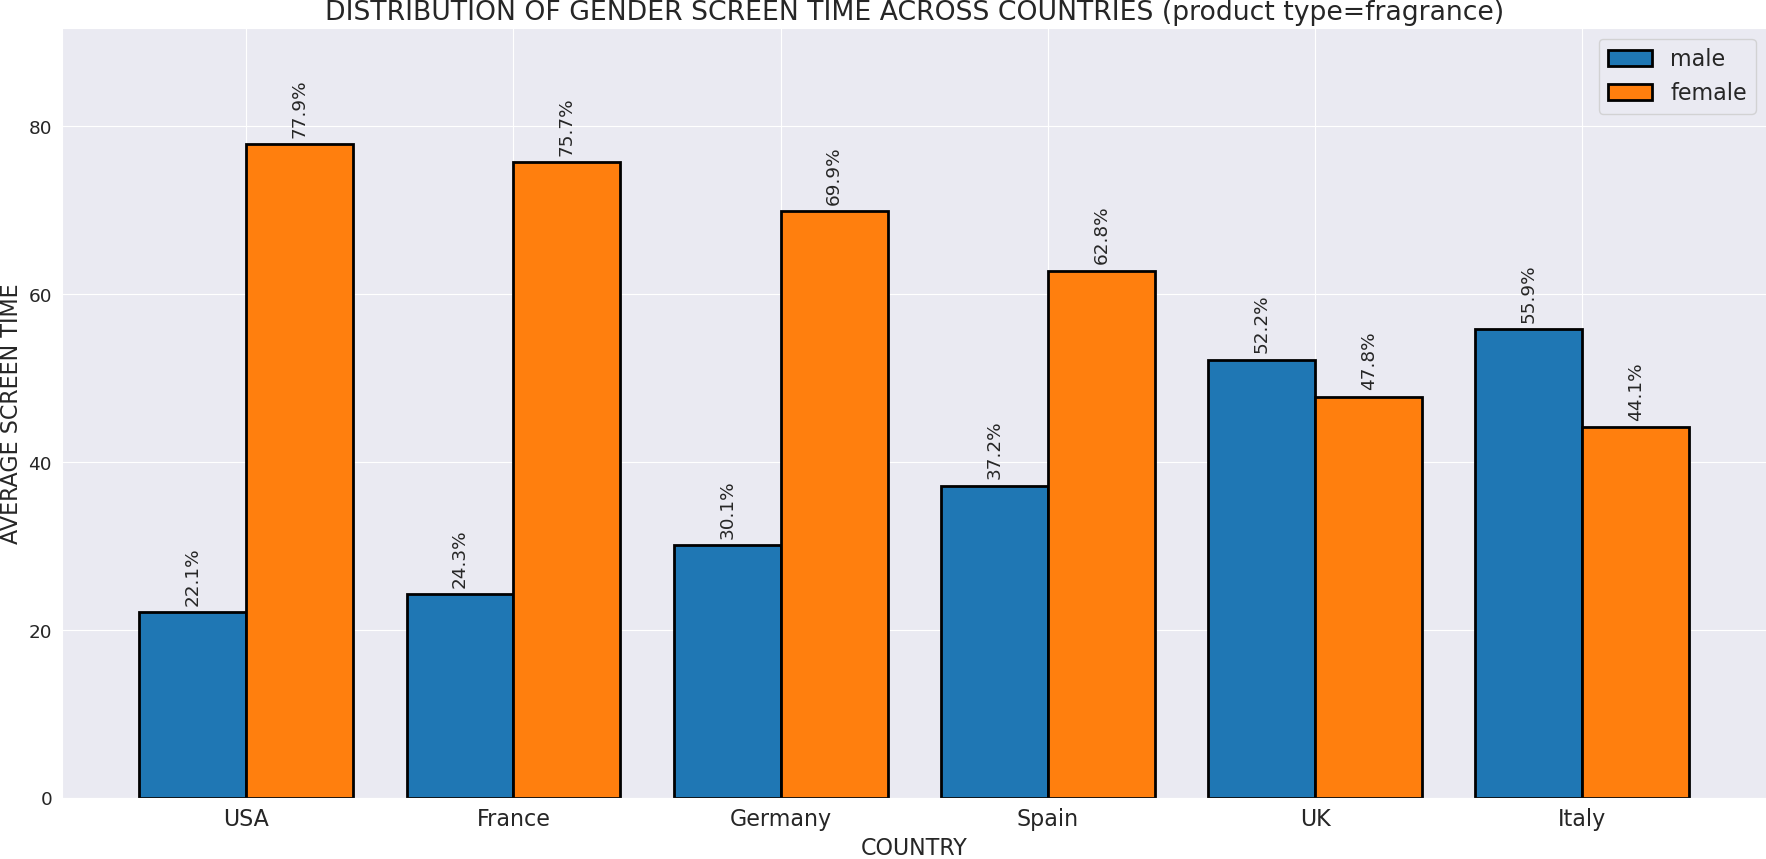 DISTRIBUTION OF GENDER SCREEN TIME ACROSS COUNTRIES (product type=fragrance)
male
female
AVERAGE SCREEN TIME
80
60
40
20
0
22.1%
77.9%
24.3%
75.7%
30.1%
69.9%
37.2%
62.8%
52.2%
47.8%
55.9%
44.1%
USA
France
Germany
Spain
UK
Italy
COUNTRY